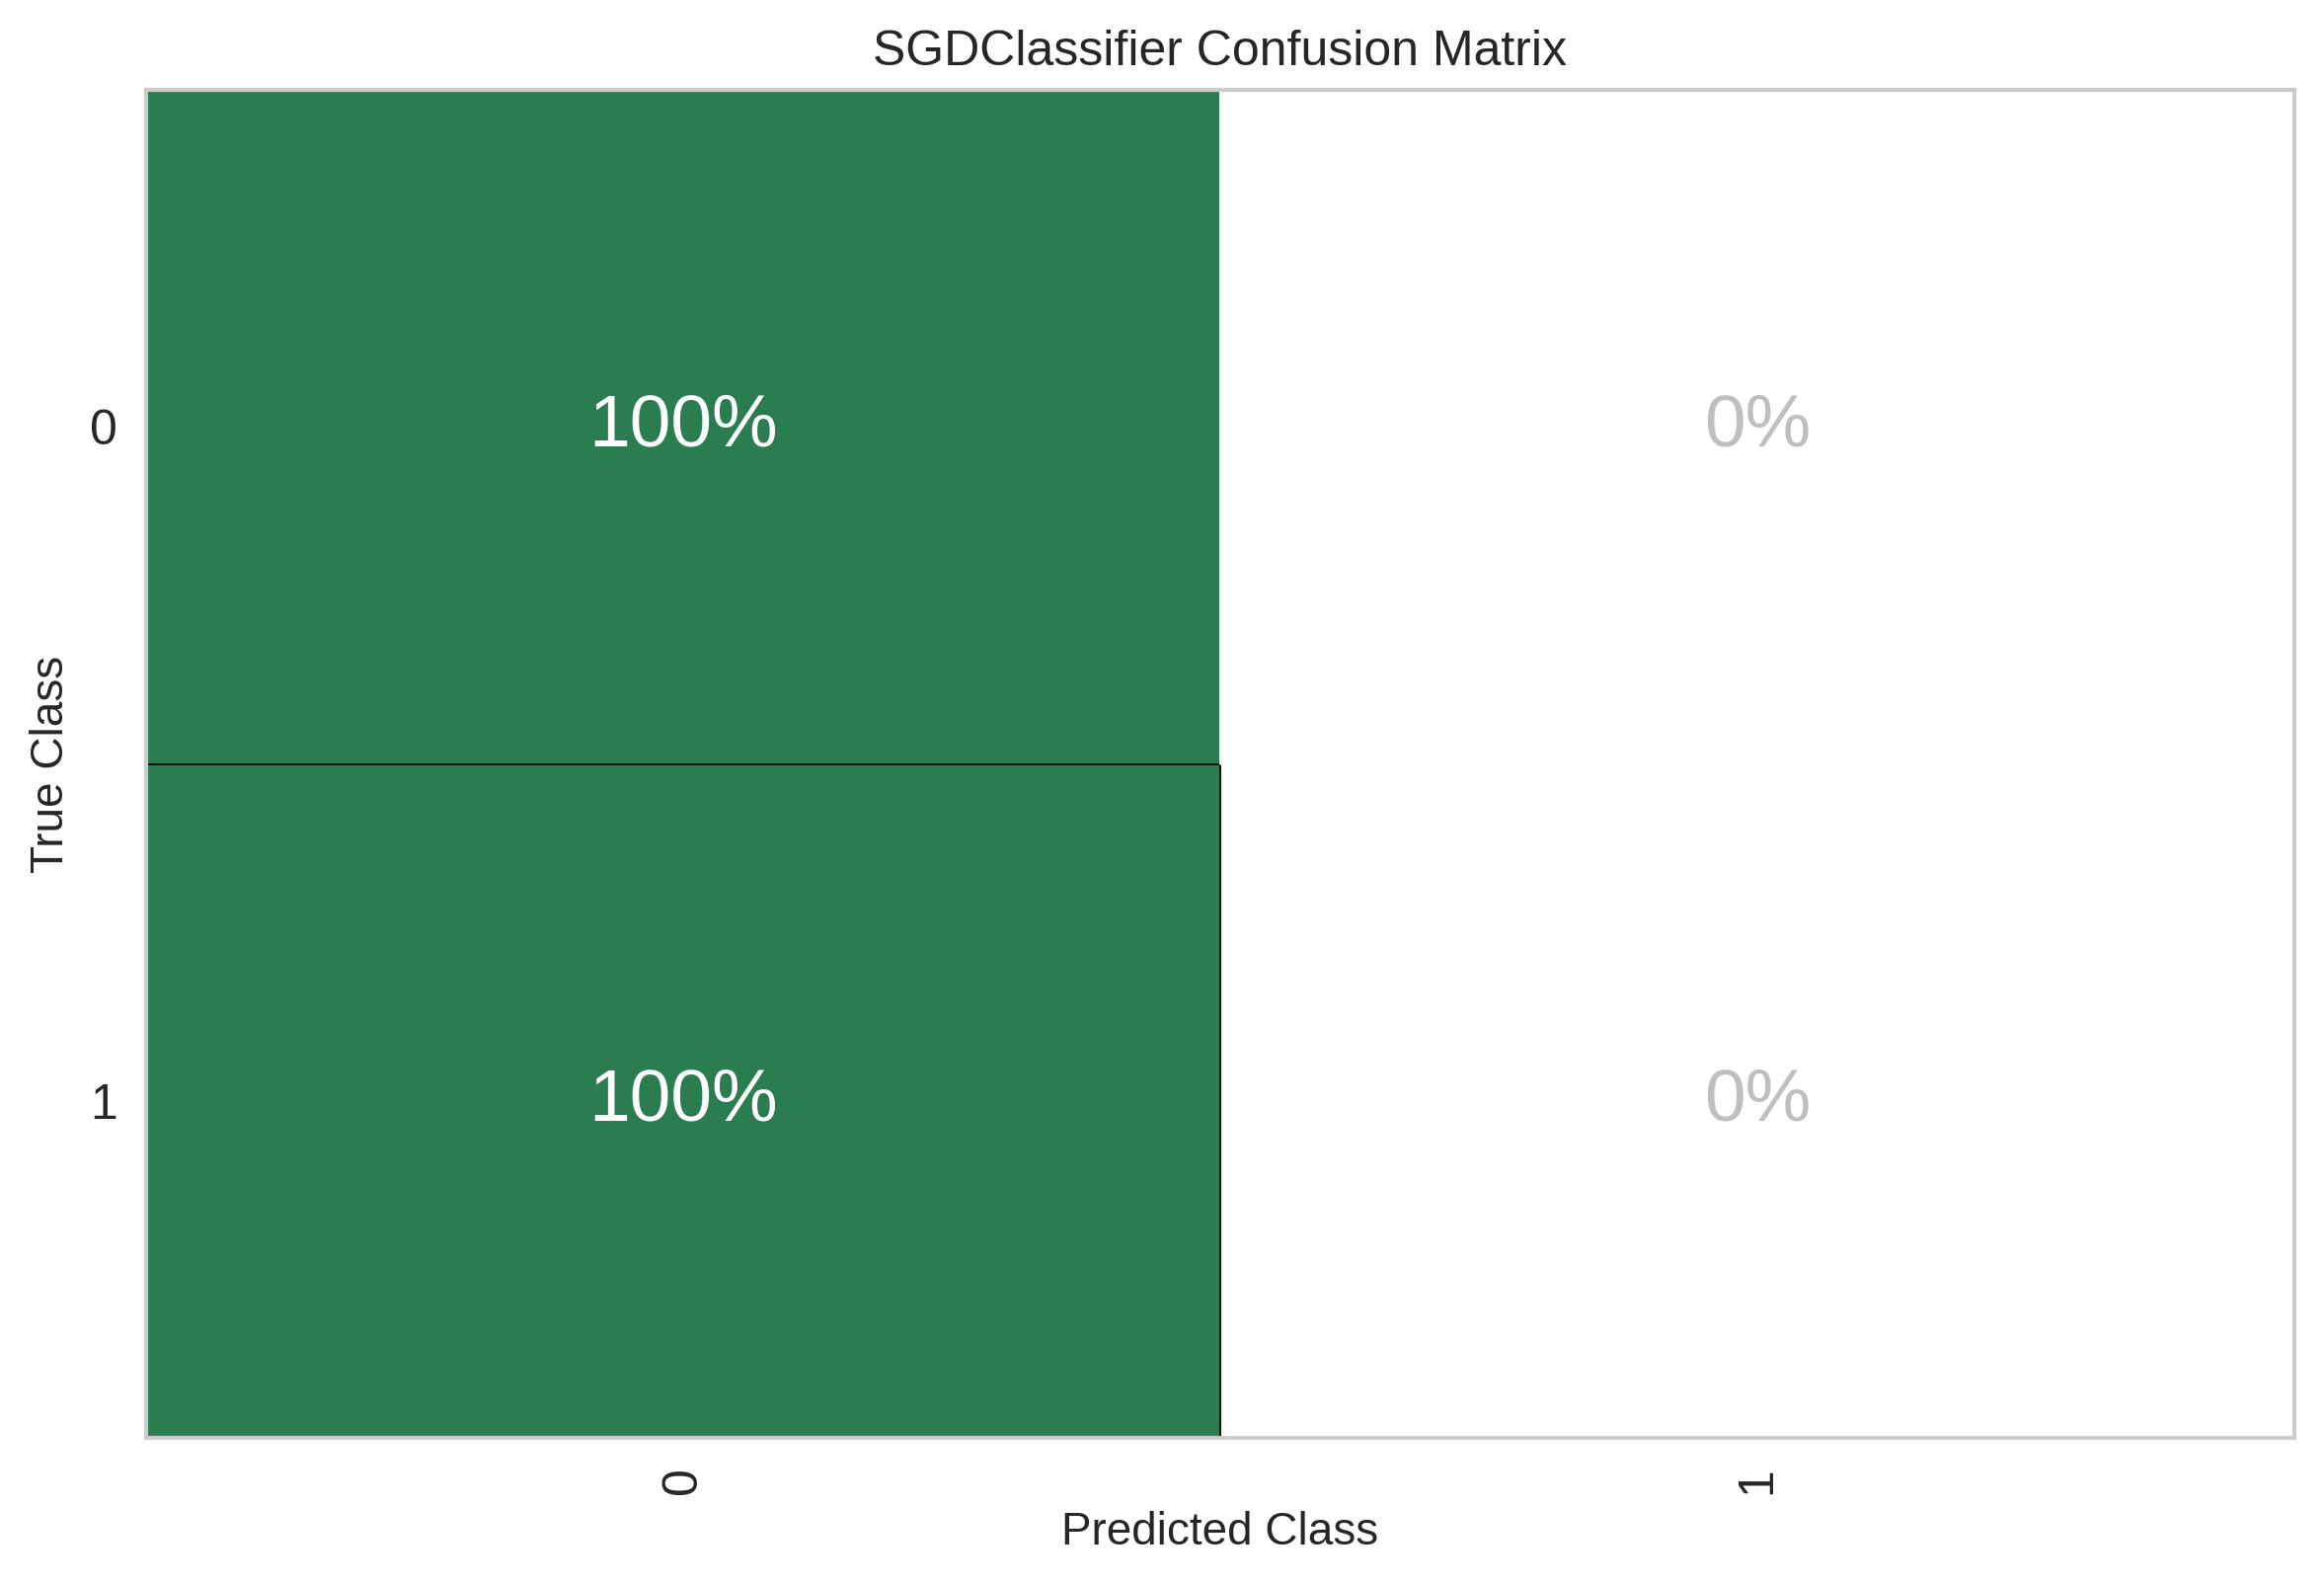 SGDClassifier Confusion Matrix
True Class
0
100%
0%
1
100%
0%
0
1
Predicted Class